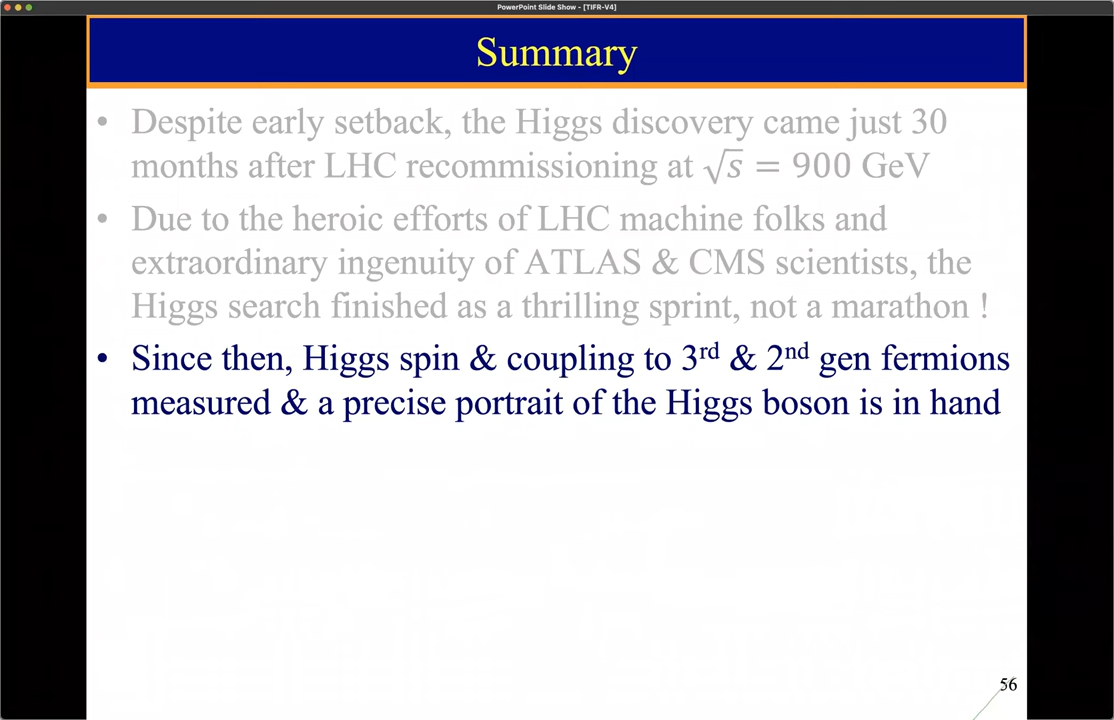 PowerPoint Slide Show - [TIFR-V4]
Summary
• Despite early setback, the Higgs discovery came just 30
months after LHC recommissioning at √s = 900 GeV
• Due to the heroic efforts of LHC machine folks and
extraordinary ingenuity of ATLAS & CMS scientists, the
Higgs search finished as a thrilling sprint, not a marathon !
• Since then, Higgs spin & coupling to 3rd & 2nd gen fermions
measured & a precise portrait of the Higgs boson is in hand
56